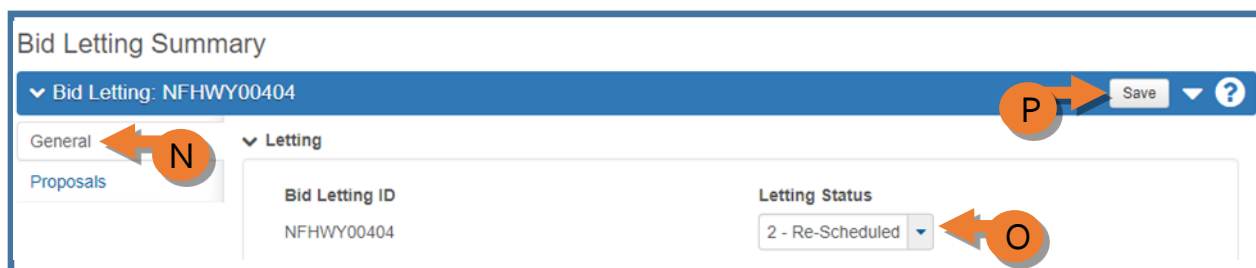 Bid Letting Summary
Bid Letting: NFHWY00404
P
Save
?
General
N
Letting
Proposals
Bid Letting ID
Letting Status
NFHWY00404
2 - Re-Scheduled
O